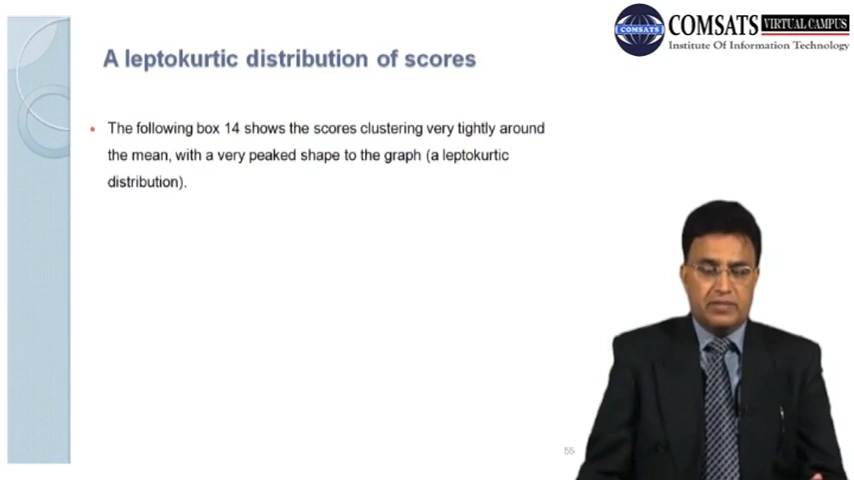 COMSATS VIRTUAL CAMPUS
COMSATS
Institute Of Information Technology
A leptokurtic distribution of scores
The following box 14 shows the scores clustering very tightly around
the mean, with a very peaked shape to the graph (a leptokurtic
distribution).
55